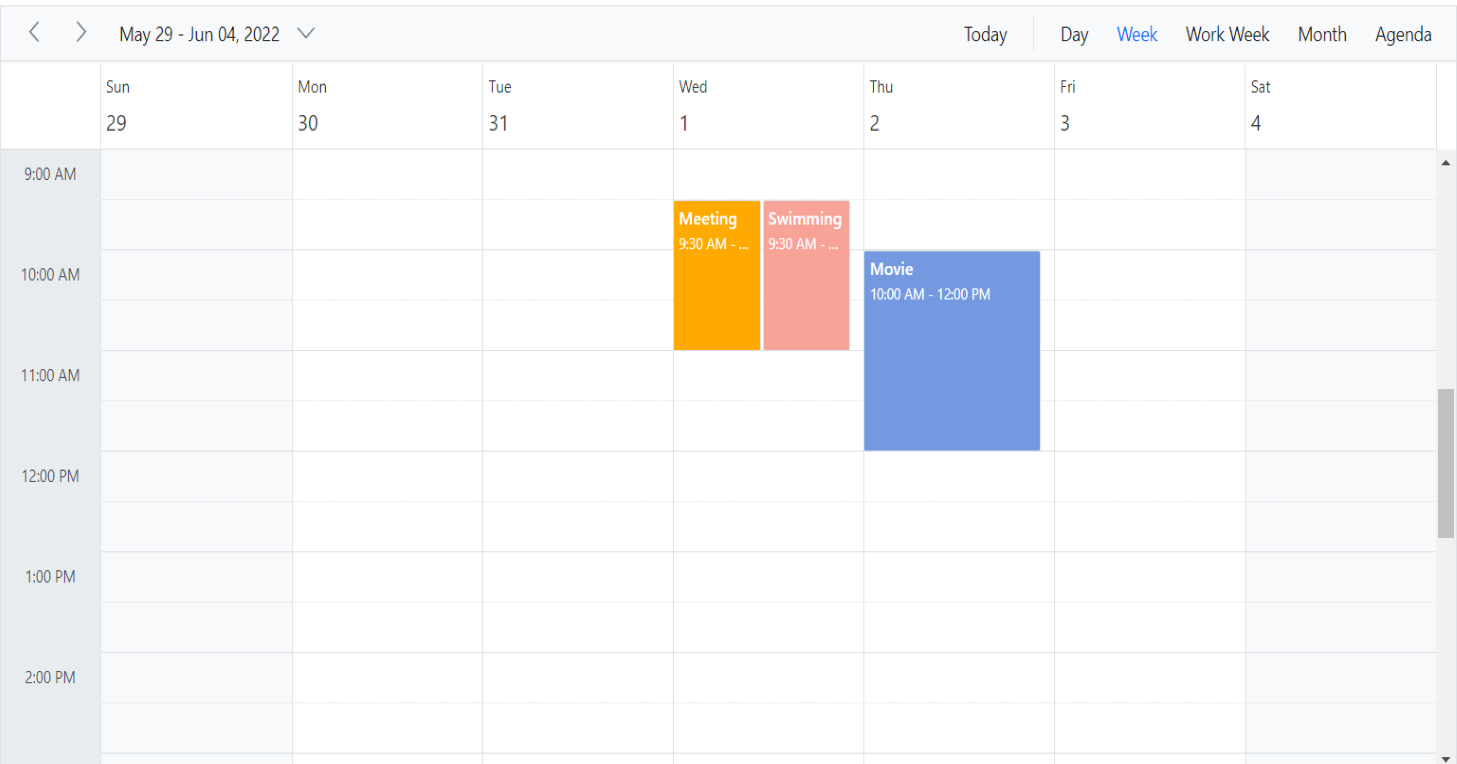 May 29 - Jun 04, 2022 Today Day Week Work Week Month Agenda
Sun Mon Tue Wed Thu Fri Sat
29 30 31 1 2 3 4
9:00 AM
Meeting Swimming
9:30 AM - ... 9:30 AM - ...
10:00 AM
Movie
10:00 AM - 12:00 PM
11:00 AM
12:00 PM
1:00 PM
2:00 PM